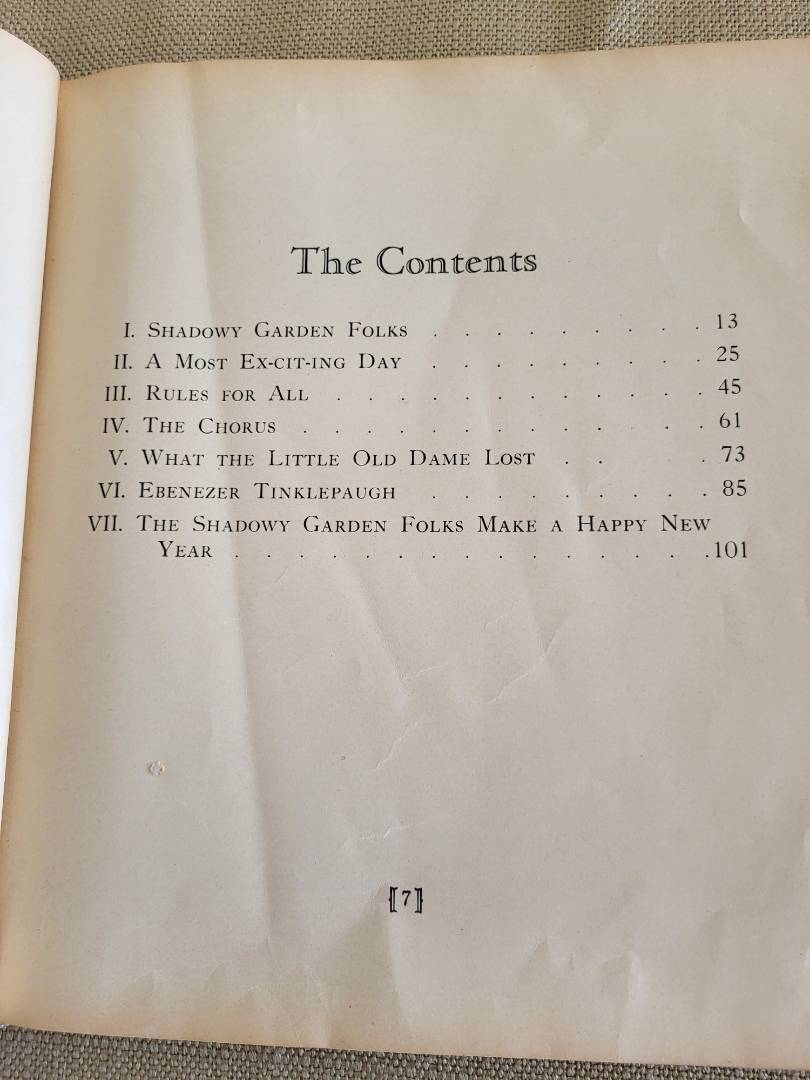 The Contents
I. Shadowy Garden Folks . . . . . . . . . 13
II. A Most Ex-cit-ing Day . . . . . . . . . 25
III. Rules for All . . . . . . . . . . . . 45
IV. The Chorus . . . . . . . . . . . . 61
V. What the Little Old Dame Lost . . . 73
VI. Ebenezer Tinklepaugh . . . . . . . . . 85
VII. The Shadowy Garden Folks Make a Happy New
Year . . . . . . . . . . . . . . . 101
⟦7⟧